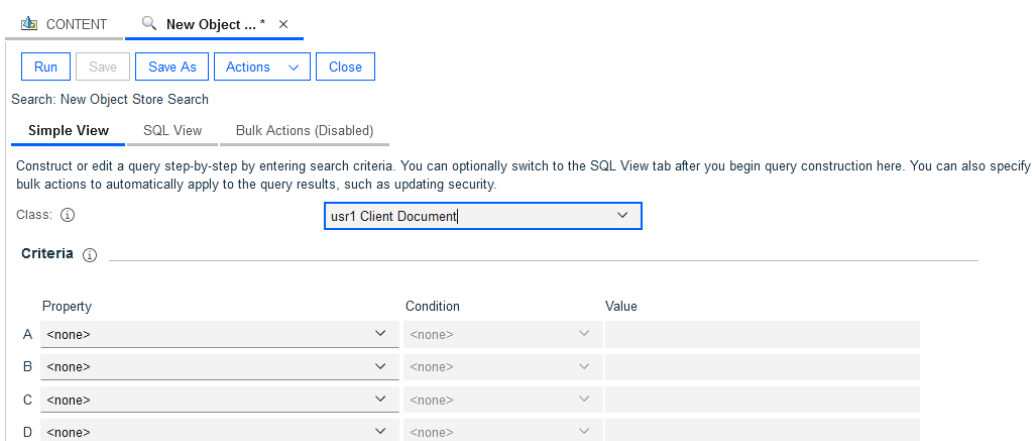 CONTENT New Object ... * ×
Run Save Save As Actions Close
Search: New Object Store Search
Simple View SQL View Bulk Actions (Disabled)
Construct or edit a query step-by-step by entering search criteria. You can optionally switch to the SQL View tab after you begin query construction here. You can also specify
bulk actions to automatically apply to the query results, such as updating security.
Class: usr1 Client Document
Criteria
Property Condition Value
A <none> <none>
B <none> <none>
C <none> <none>
D <none> <none>